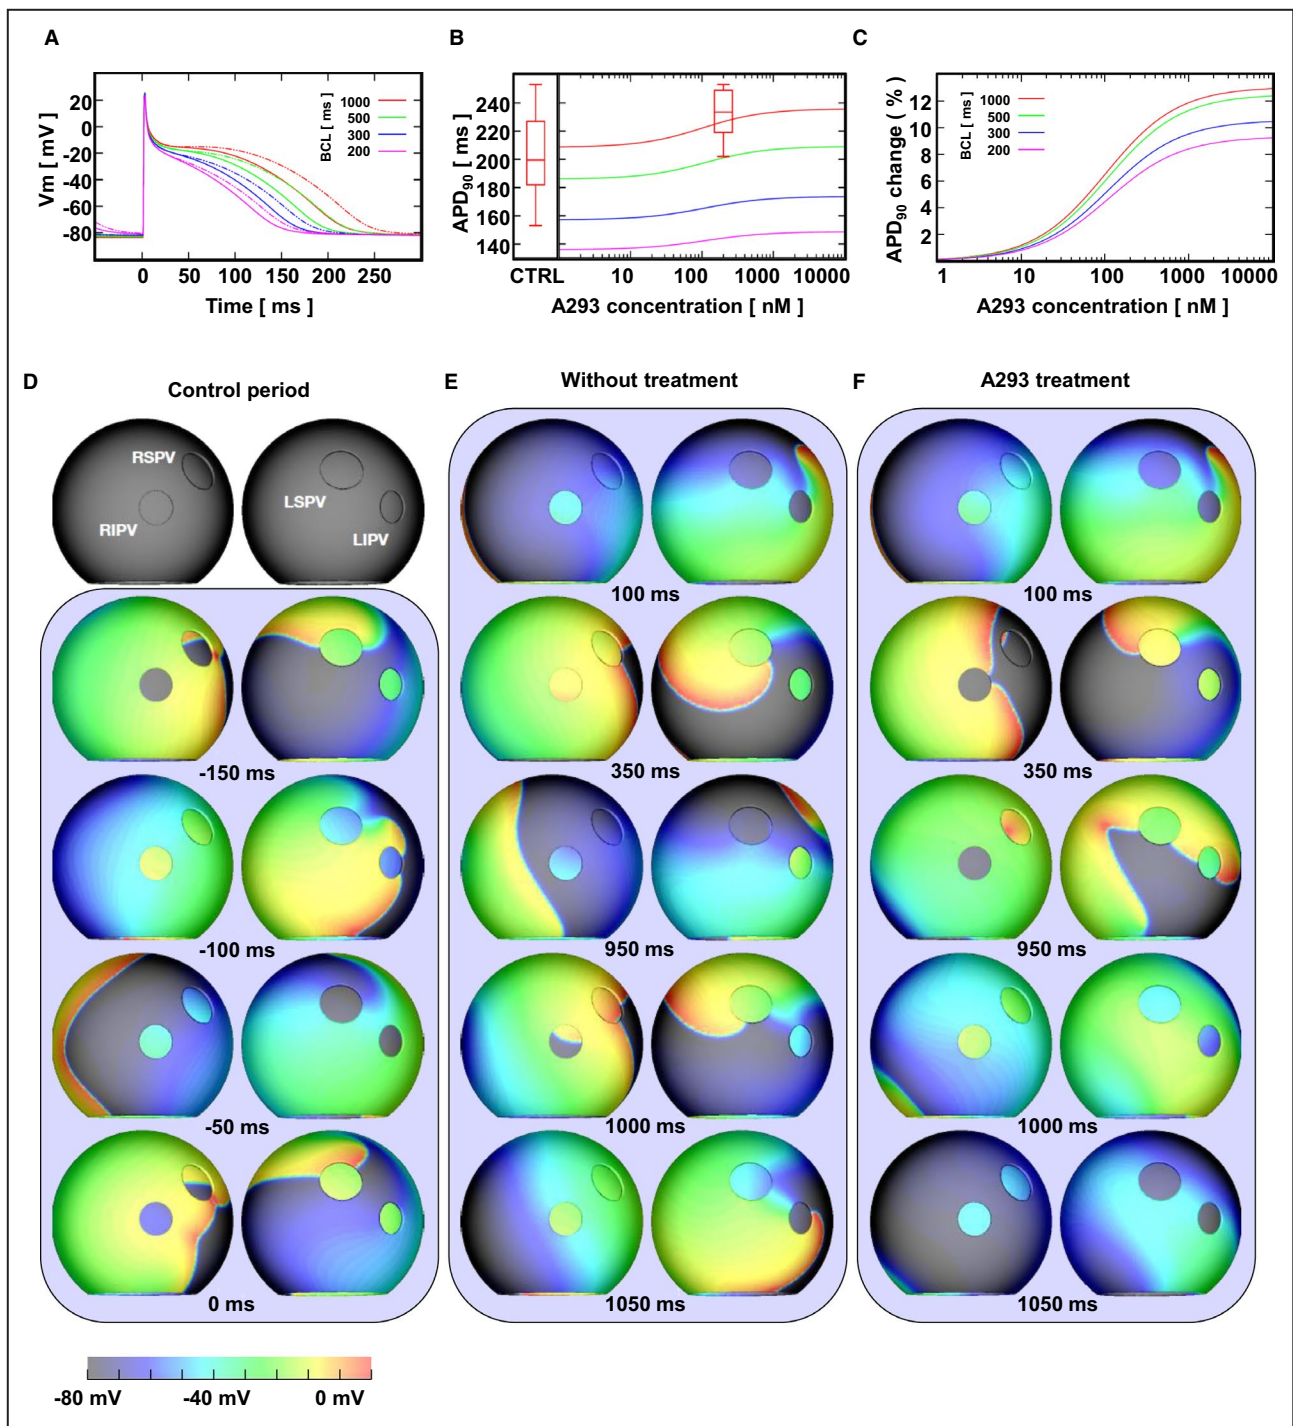 A
B
C
Vm [ mV ]
20
0
-20
-40
-60
-80
BCL [ ms ]
1000
500
300
200
0 50 100 150 200 250
Time [ ms ]
APD90 [ ms ]
240
220
200
180
160
140
CTRL 10 100 1000 10000
A293 concentration [ nM ]
APD90 change ( % )
12
10
8
6
4
2
BCL [ ms ]
1000
500
300
200
1 10 100 1000 10000
A293 concentration [ nM ]
D
Control period
RSPV
RIPV
LSPV
LIPV
-150 ms
-100 ms
-50 ms
0 ms
E
Without treatment
100 ms
350 ms
950 ms
1000 ms
1050 ms
F
A293 treatment
100 ms
350 ms
950 ms
1000 ms
1050 ms
-80 mV -40 mV 0 mV